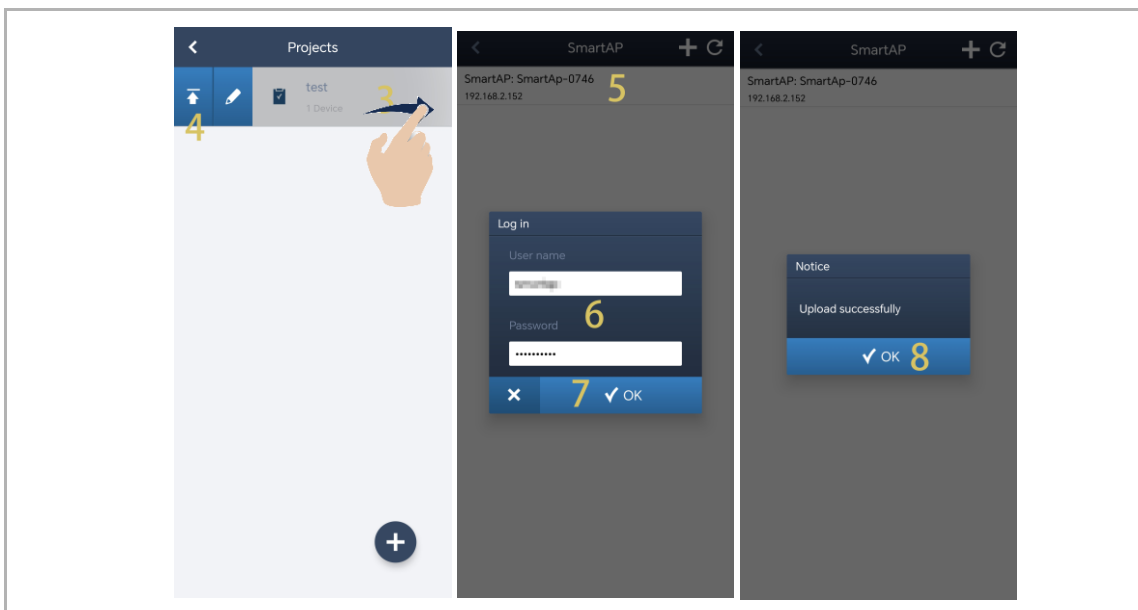 Projects
test
1 Device
3
4
SmartAP
SmartAP: SmartAp-0746
192.168.2.152
5
Log in
User name
6
Password
••••••••••
7
OK
SmartAP
SmartAP: SmartAp-0746
192.168.2.152
Notice
Upload successfully
OK
8